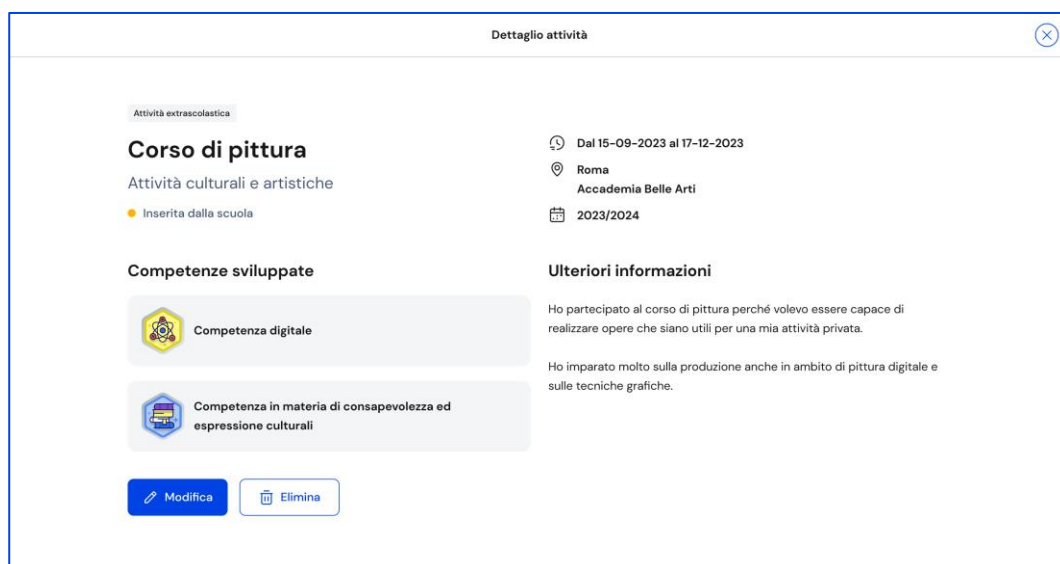 Dettaglio attività
Attività extrascolastica
Corso di pittura
Attività culturali e artistiche
Inserita dalla scuola
Dal 15-09-2023 al 17-12-2023
Roma
Accademia Belle Arti
2023/2024
Competenze sviluppate
Competenza digitale
Competenza in materia di consapevolezza ed
espressione culturali
Ulteriori informazioni
Ho partecipato al corso di pittura perché volevo essere capace di
realizzare opere che siano utili per una mia attività privata.
Ho imparato molto sulla produzione anche in ambito di pittura digitale e
sulle tecniche grafiche.
Modifica
Elimina